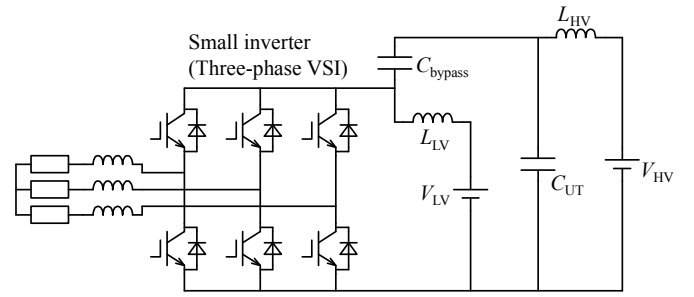 Small inverter
(Three-phase VSI)
L_HV
C_bypass
L_LV
V_LV
C_UT
V_HV